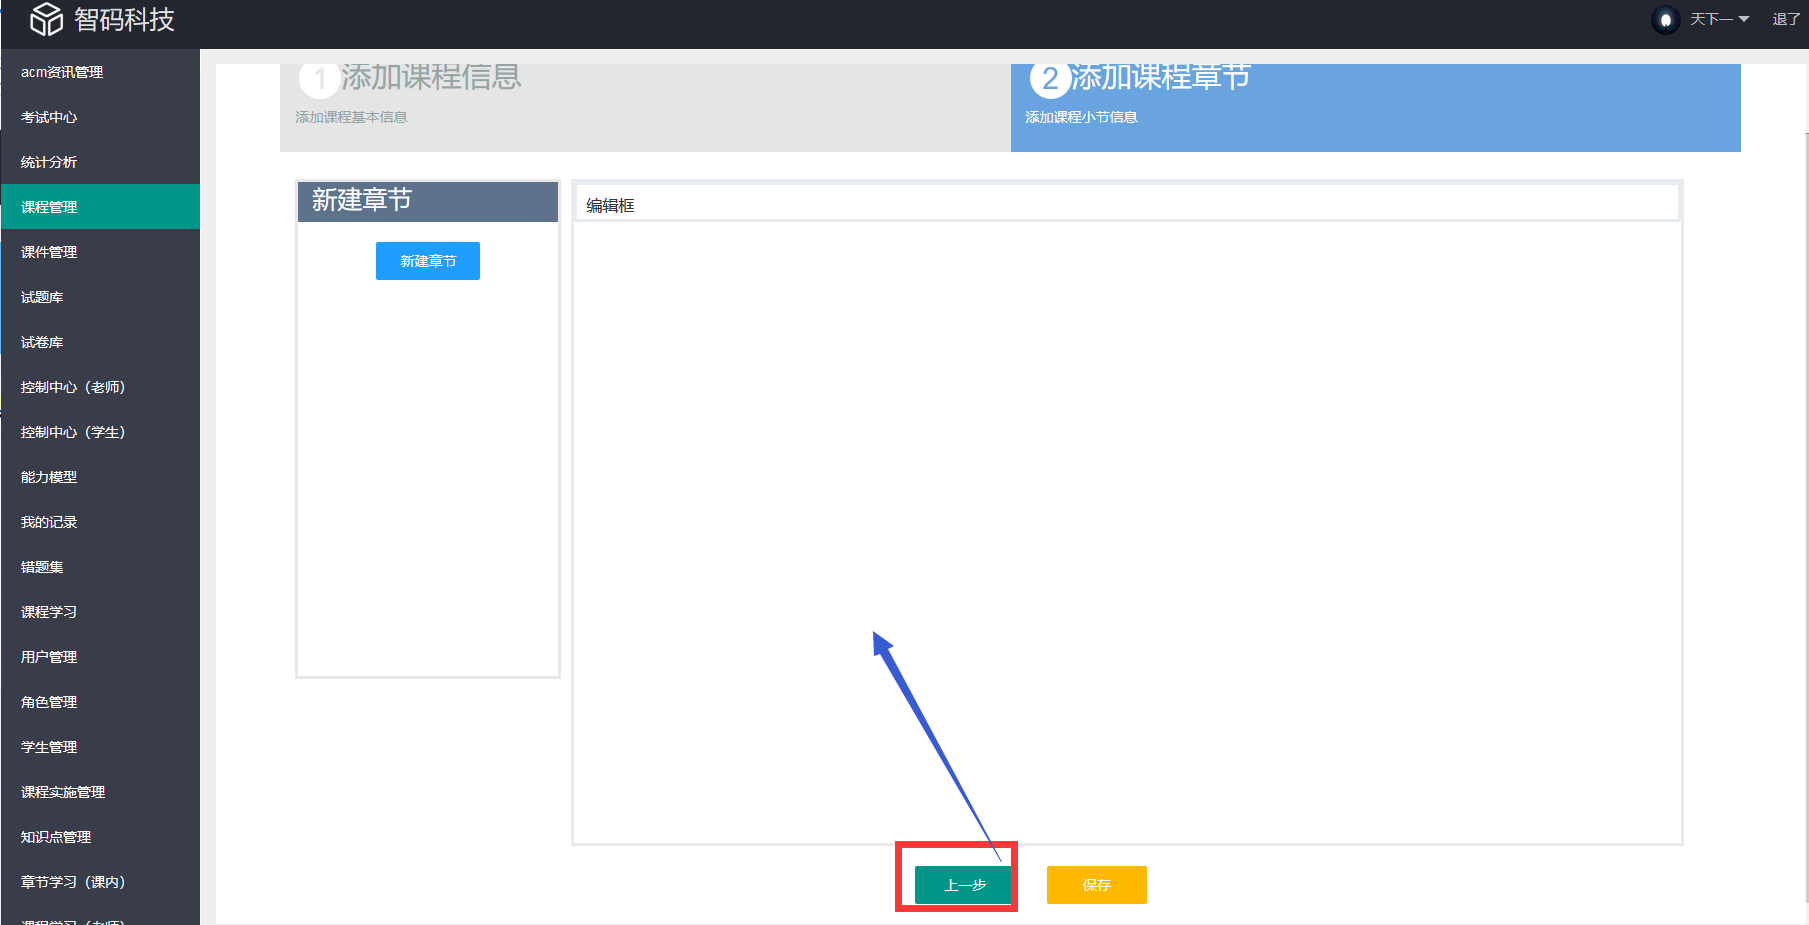 智码科技
天下一
退了
acm资讯管理
考试中心
统计分析
课程管理
课件管理
试题库
试卷库
控制中心（老师）
控制中心（学生）
能力模型
我的记录
错题集
课程学习
用户管理
角色管理
学生管理
课程实施管理
知识点管理
章节学习（课内）
课程学习（老师）
1 添加课程信息
添加课程基本信息
2 添加课程章节
添加课程小节信息
新建章节
新建章节
编辑框
上一步
保存